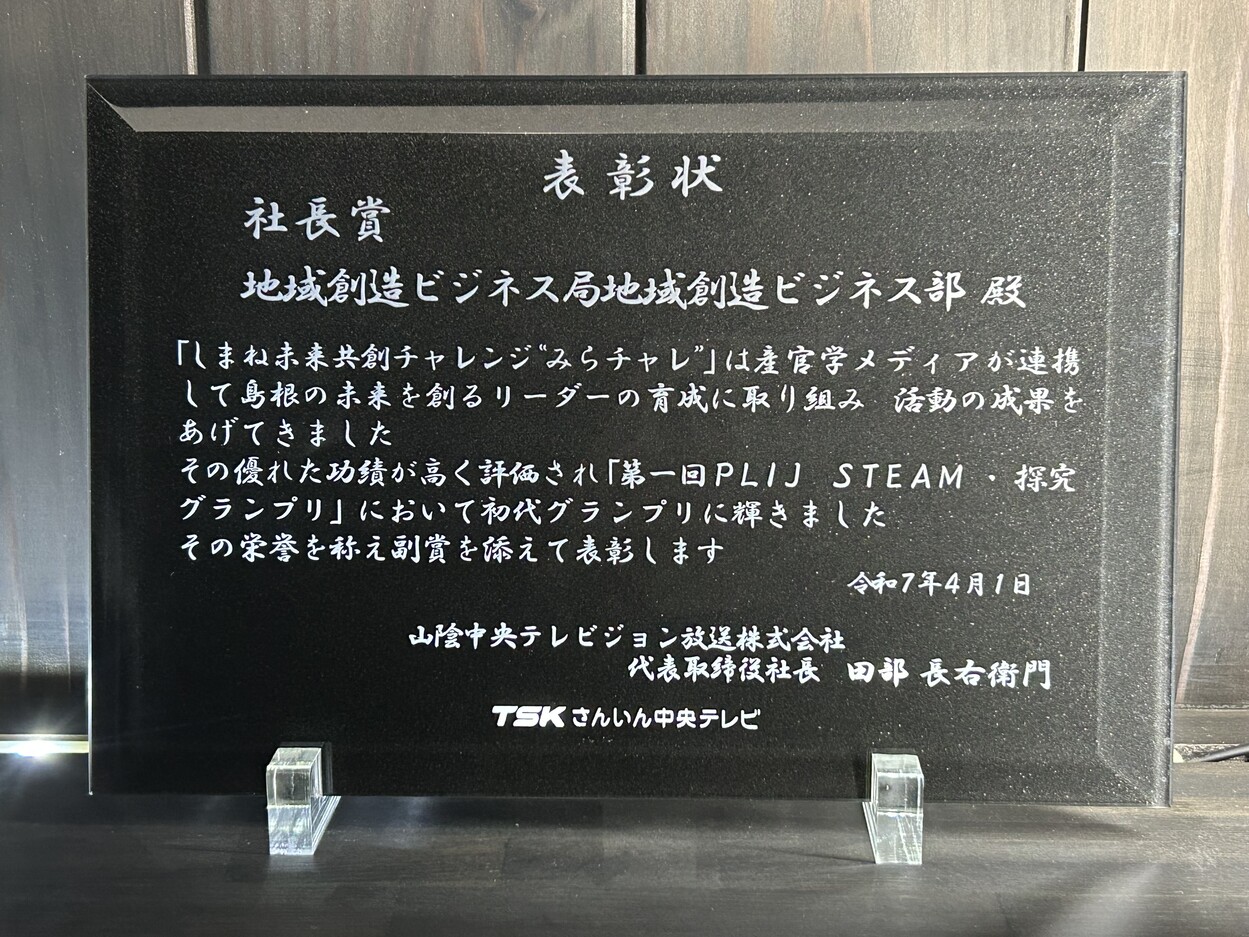 表彰状
社長賞
地域創造ビジネス局地域創造ビジネス部 殿
「しまね未来共創チャレンジ“みらチャレ”」は産官学メディアが連携
して島根の未来を創るリーダーの育成に取り組み 活動の成果を
あげてきました
その優れた功績が高く評価され「第一回PLIJ STEAM・探究
グランプリ」において初代グランプリに輝きました
その栄誉を称え副賞を添えて表彰します
令和7年4月1日
山陰中央テレビジョン放送株式会社
代表取締役社長 田部 長右衛門
TSK さんいん中央テレビ